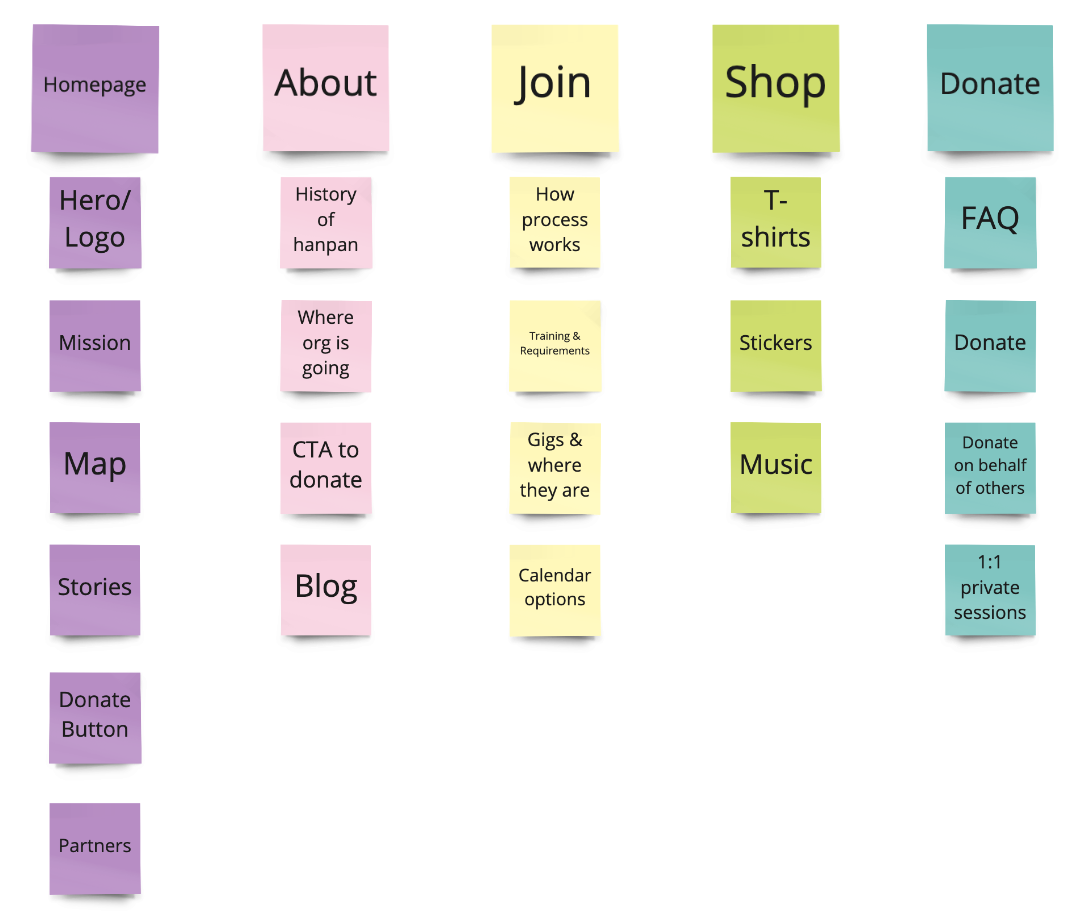 Homepage
About
Join
Shop
Donate
Hero/
Logo
History
of
hanpan
How
process
works
T-
shirts
FAQ
Mission
Where
org is
going
Training &
Requirements
Stickers
Donate
Map
CTA to
donate
Gigs &
where
they are
Music
Donate
on behalf
of others
Stories
Blog
Calendar
options
1:1
private
sessions
Donate
Button
Partners